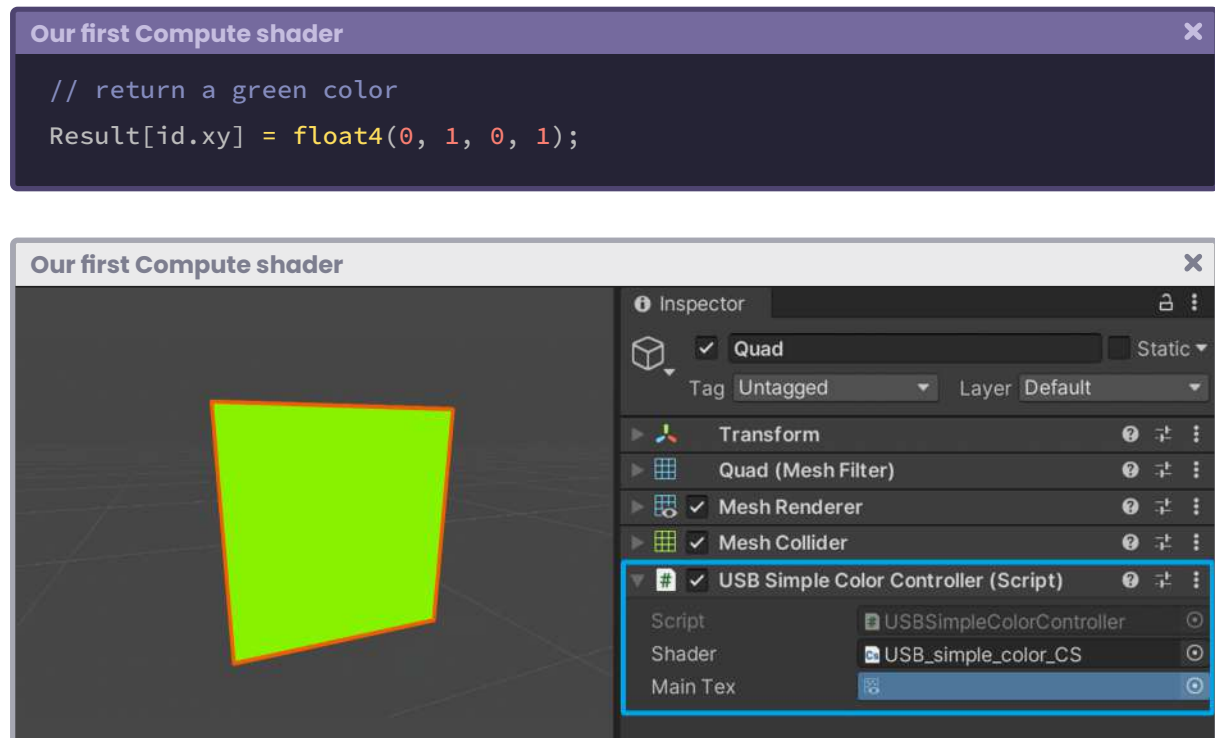 Our first Compute shader
// return a green color
Result[id.xy] = float4(0, 1, 0, 1);
Our first Compute shader
Inspector
Quad Static
Tag Untagged Layer Default
Transform
Quad (Mesh Filter)
Mesh Renderer
Mesh Collider
# USB Simple Color Controller (Script)
Script # USBSimpleColorController
Shader Cs USB_simple_color_CS
Main Tex